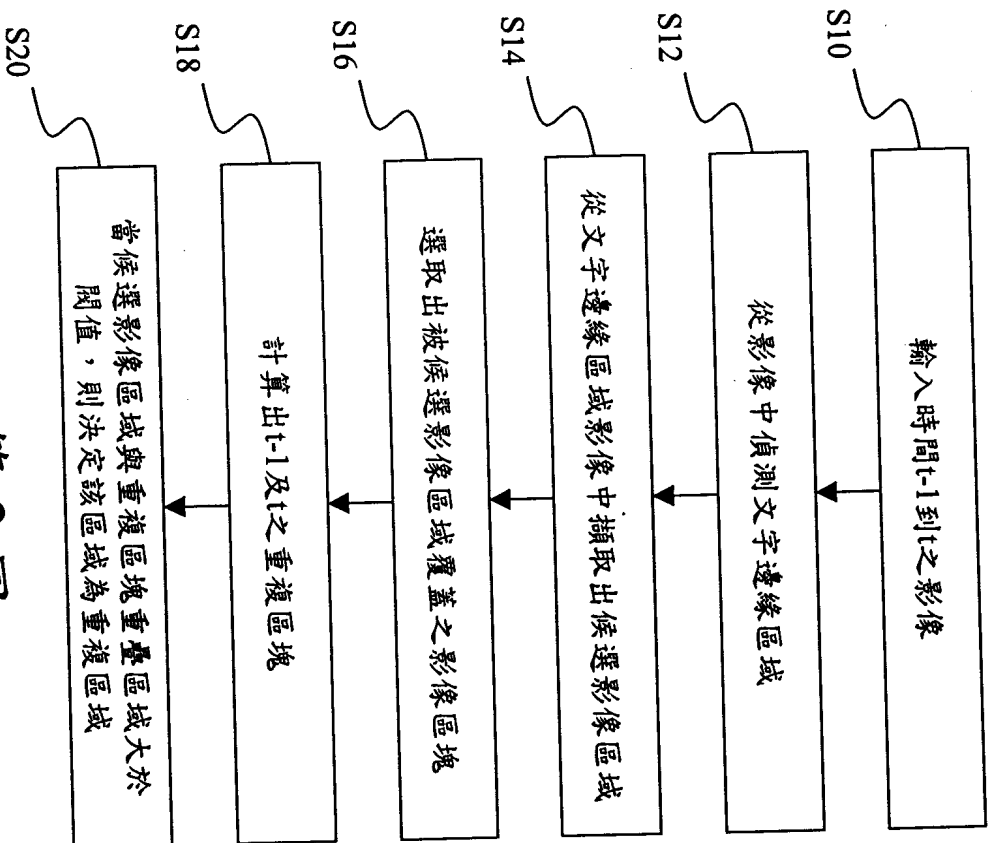 S10
輸入時間t-1到t之影像
S12
從影像中偵測文字邊緣區域
S14
從文字邊緣區域影像中擷取出候選影像區域
S16
選取出被候選影像區域覆蓋之影像區塊
S18
計算出t-1及t之重複區塊
S20
當候選影像區域與重複區塊重疊區域大於
閥值，則決定該區域為重複區域